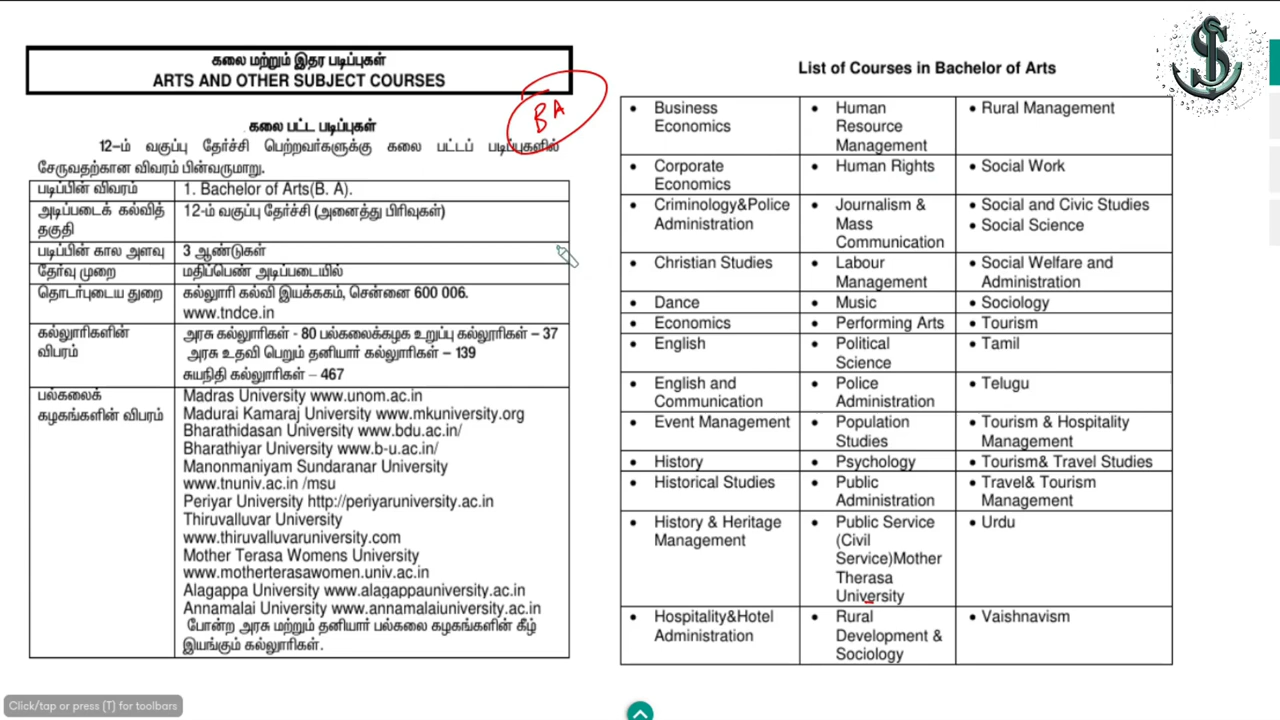 கலை மற்றும் இதர படிப்புகள்
ARTS AND OTHER SUBJECT COURSES
BA
கலை பட்ட படிப்புகள்
12-ம் வகுப்பு தேர்ச்சி பெற்றவர்களுக்கு கலை பட்டப் படிப்புகளில்
சேருவதற்கான விவரம் பின்வருமாறு.
படிப்பின் விவரம் 1. Bachelor of Arts(B. A).
அடிப்படைக் கல்வித் 12-ம் வகுப்பு தேர்ச்சி (அனைத்து பிரிவுகள்)
தகுதி
படிப்பின் கால அளவு 3 ஆண்டுகள்
தேர்வு முறை மதிப்பெண் அடிப்படையில்
தொடர்புடைய துறை கல்லூரி கல்வி இயக்ககம், சென்னை 600 006.
www.tndce.in
கல்லூரிகளின் அரசு கல்லூரிகள் - 80 பல்கலைக்கழக உறுப்பு கல்லூரிகள் – 37
விபரம் அரசு உதவி பெறும் தனியார் கல்லூரிகள் – 139
சுயநிதி கல்லூரிகள் – 467
பல்கலைக் Madras University www.unom.ac.in
கழகங்களின் விபரம் Madurai Kamaraj University www.mkuniversity.org
Bharathidasan University www.bdu.ac.in/
Bharathiyar University www.b-u.ac.in/
Manonmaniyam Sundaranar University
www.tnuniv.ac.in /msu
Periyar University http://periyaruniversity.ac.in
Thiruvalluvar University
www.thiruvalluvaruniversity.com
Mother Terasa Womens University
www.motherterasawomen.univ.ac.in
Alagappa University www.alagappauniversity.ac.in
Annamalai University www.annamalaiuniversity.ac.in
போன்ற அரசு மற்றும் தனியார் பல்கலை கழகங்களின் கீழ்
இயங்கும் கல்லூரிகள்.
List of Courses in Bachelor of Arts
• Business • Human • Rural Management
Economics Resource
Management
• Corporate • Human Rights • Social Work
Economics
• Criminology&Police • Journalism & • Social and Civic Studies
Administration Mass • Social Science
Communication
• Christian Studies • Labour • Social Welfare and
Management Administration
• Dance • Music • Sociology
• Economics • Performing Arts • Tourism
• English • Political • Tamil
Science
• English and • Police • Telugu
Communication Administration
• Event Management • Population • Tourism & Hospitality
Studies Management
• History • Psychology • Tourism& Travel Studies
• Historical Studies • Public • Travel& Tourism
Administration Management
• History & Heritage • Public Service • Urdu
Management (Civil
Service)Mother
Therasa
University
• Hospitality&Hotel • Rural • Vaishnavism
Administration Development &
Sociology
Click/tap or press (T) for toolbars